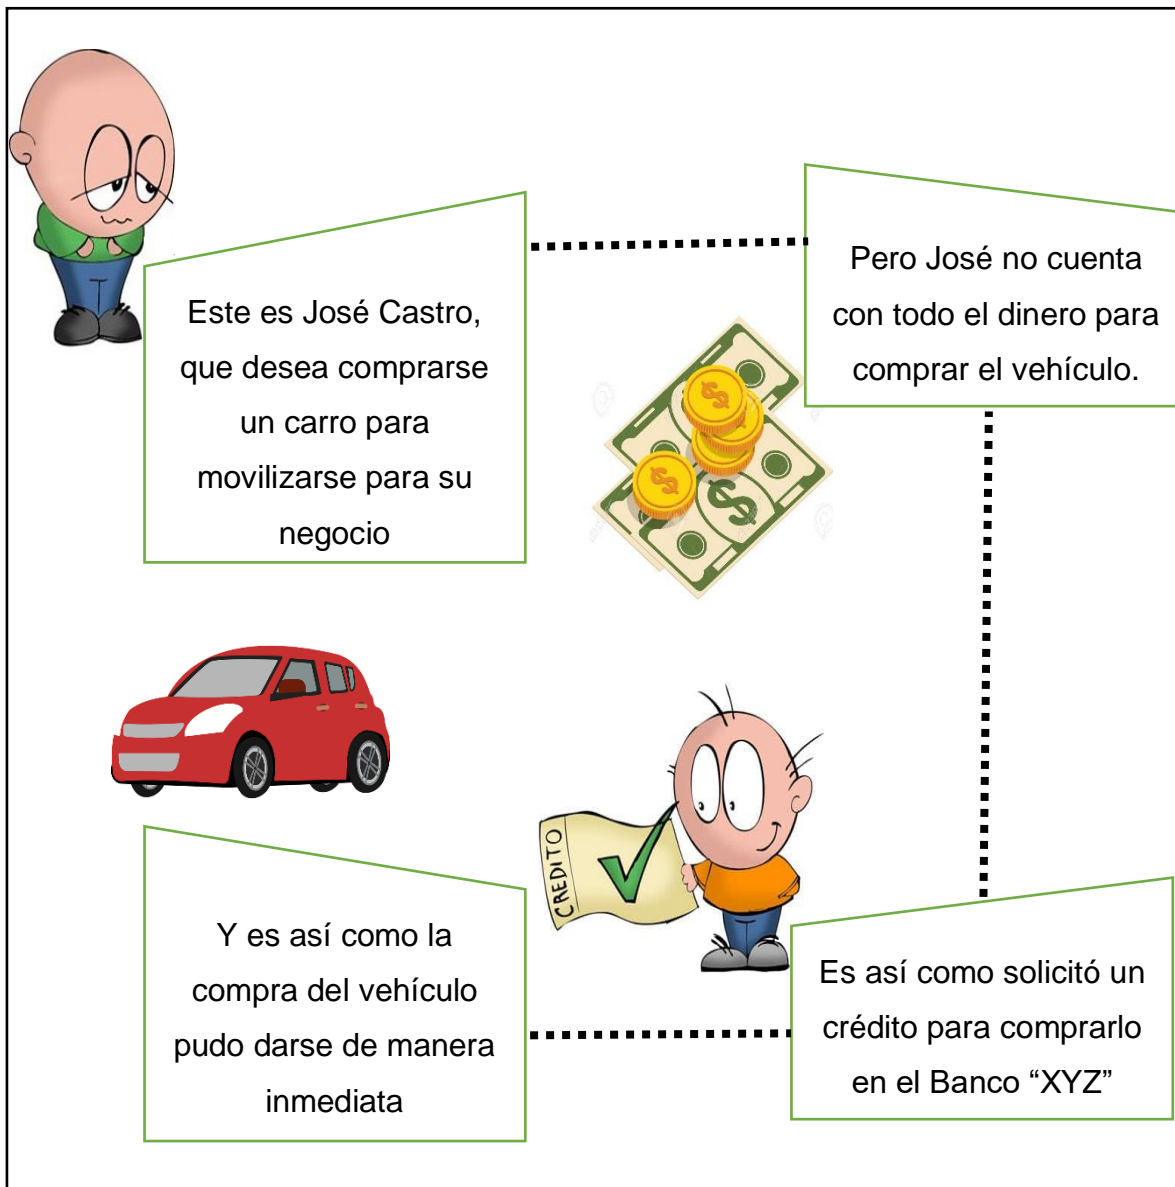 Este es José Castro,
que desea comprarse
un carro para
movilizarse para su
negocio
Pero José no cuenta
con todo el dinero para
comprar el vehículo.
CREDITO
Es así como solicitó un
crédito para comprarlo
en el Banco “XYZ”
Y es así como la
compra del vehículo
pudo darse de manera
inmediata